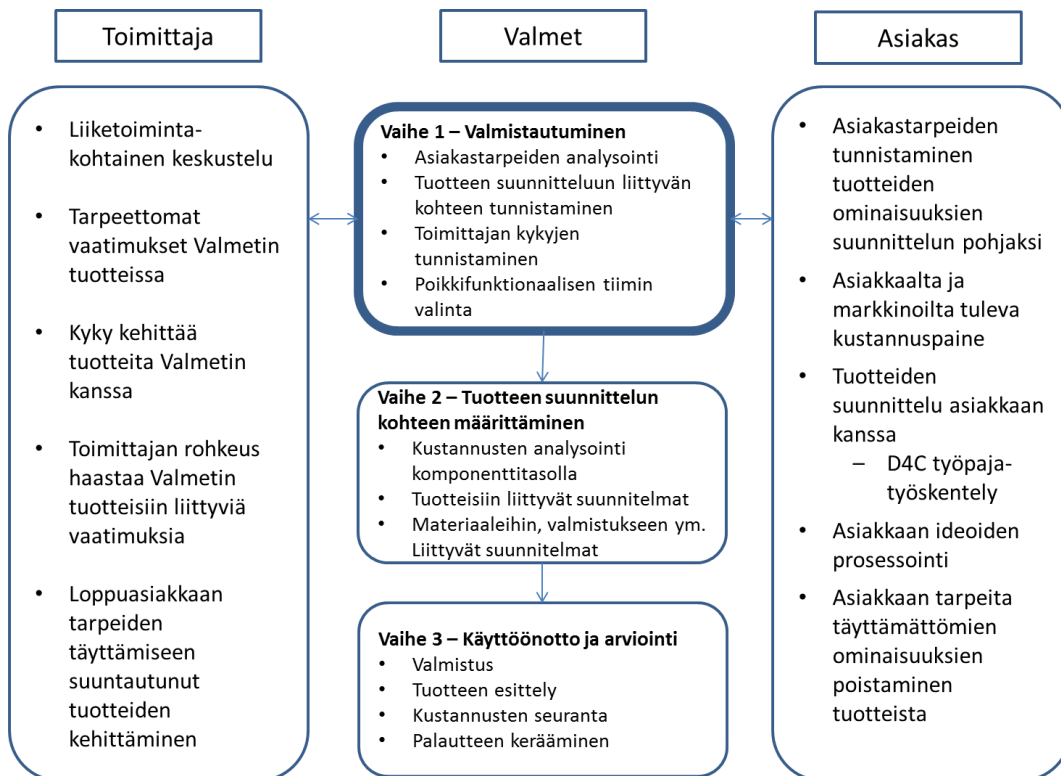 Toimittaja
Valmet
Asiakas
• Liiketoiminta-
kohtainen keskustelu
• Tarpeettomat
vaatimukset Valmetin
tuotteissa
• Kyky kehittää
tuotteita Valmetin
kanssa
• Toimittajan rohkeus
haastaa Valmetin
tuotteisiin liittyviä
vaatimuksia
• Loppuasiakkaan
tarpeiden
täyttämiseen
suuntautunut
tuotteiden
kehittäminen
Vaihe 1 – Valmistautuminen
• Asiakastarpeiden analysointi
• Tuotteen suunnitteluun liittyvän
kohteen tunnistaminen
• Toimittajan kykyjen
tunnistaminen
• Poikkifunktionaalisen tiimin
valinta
Vaihe 2 – Tuotteen suunnittelun
kohteen määrittäminen
• Kustannusten analysointi
komponenttitasolla
• Tuotteisiin liittyvät suunnitelmat
• Materiaaleihin, valmistukseen ym.
Liittyvät suunnitelmat
Vaihe 3 – Käyttöönotto ja arviointi
• Valmistus
• Tuotteen esittely
• Kustannusten seuranta
• Palautteen kerääminen
• Asiakastarpeiden
tunnistaminen
tuotteiden
ominaisuuksien
suunnittelun pohjaksi
• Asiakkaalta ja
markkinoilta tuleva
kustannuspaine
• Tuotteiden
suunnittelu asiakkaan
kanssa
– D4C työpaja-
työskentely
• Asiakkaan ideoiden
prosessointi
• Asiakkaan tarpeita
täyttämättömien
ominaisuuksien
poistaminen
tuotteista